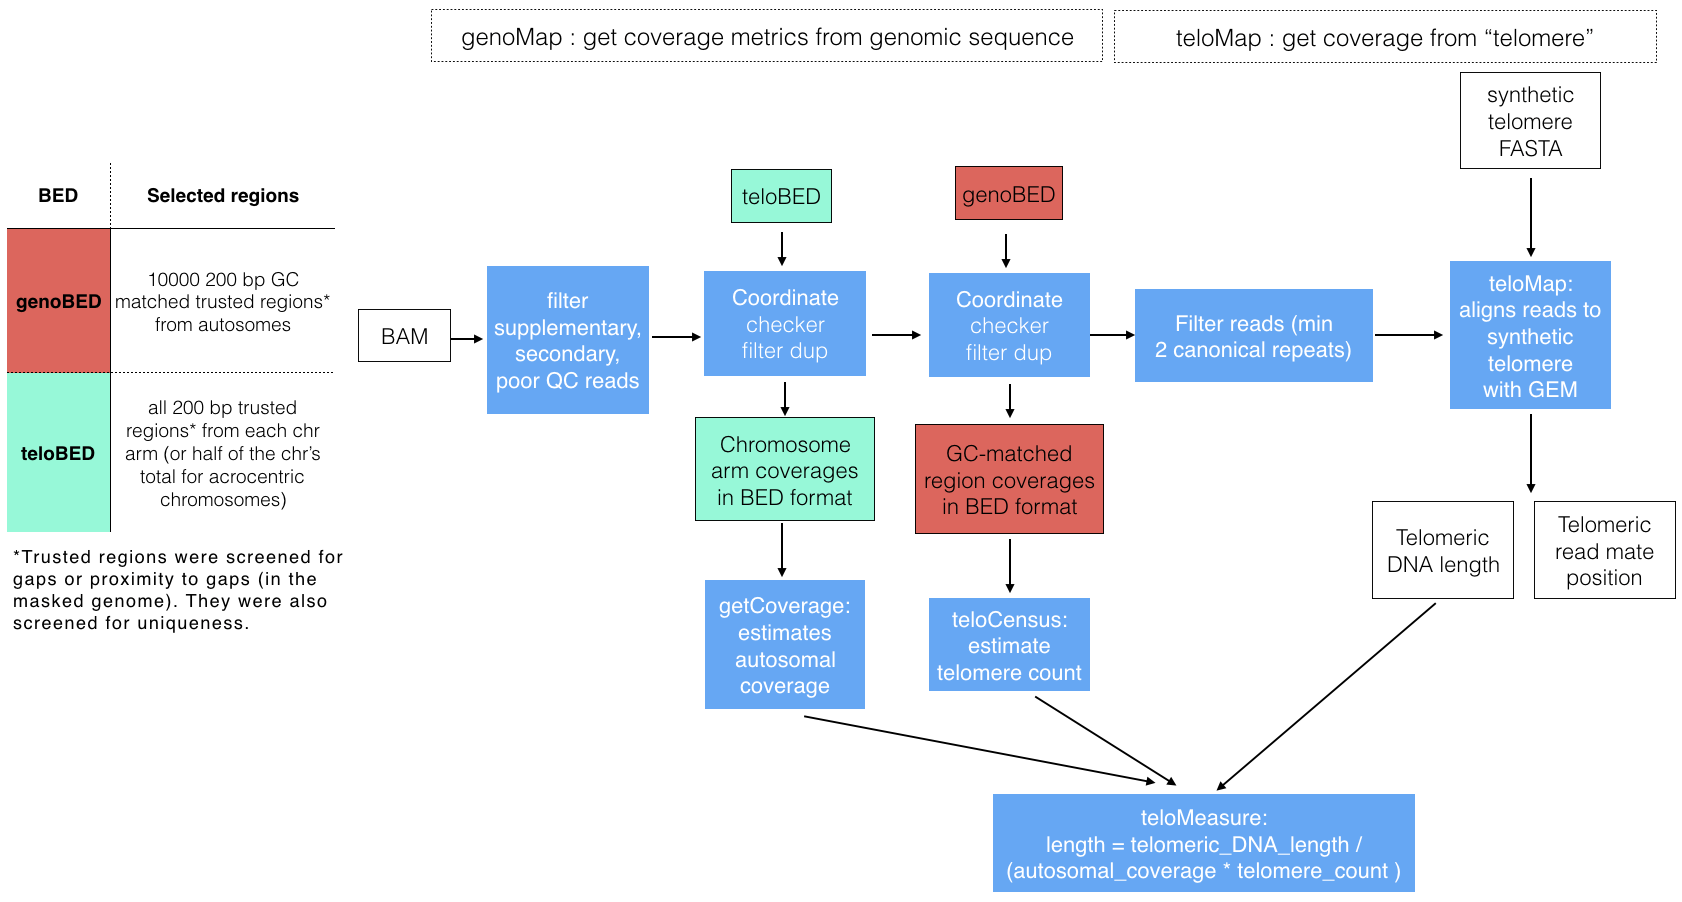 genoMap : get coverage metrics from genomic sequence
teloMap : get coverage from “telomere”
synthetic
telomere
FASTA
BED
Selected regions
genoBED
10000 200 bp GC
matched trusted regions*
from autosomes
teloBED
all 200 bp trusted
regions* from each chr
arm (or half of the chr’s
total for acrocentric
chromosomes)
*Trusted regions were screened for
gaps or proximity to gaps (in the
masked genome). They were also
screened for uniqueness.
BAM
filter
supplementary,
secondary,
poor QC reads
teloBED
Coordinate
checker
filter dup
Chromosome
arm coverages
in BED format
getCoverage:
estimates
autosomal
coverage
genoBED
Coordinate
checker
filter dup
GC-matched
region coverages
in BED format
teloCensus:
estimate
telomere count
Filter reads (min
2 canonical repeats)
teloMap:
aligns reads to
synthetic
telomere
with GEM
Telomeric
DNA length
Telomeric
read mate
position
teloMeasure:
length = telomeric_DNA_length /
(autosomal_coverage * telomere_count )